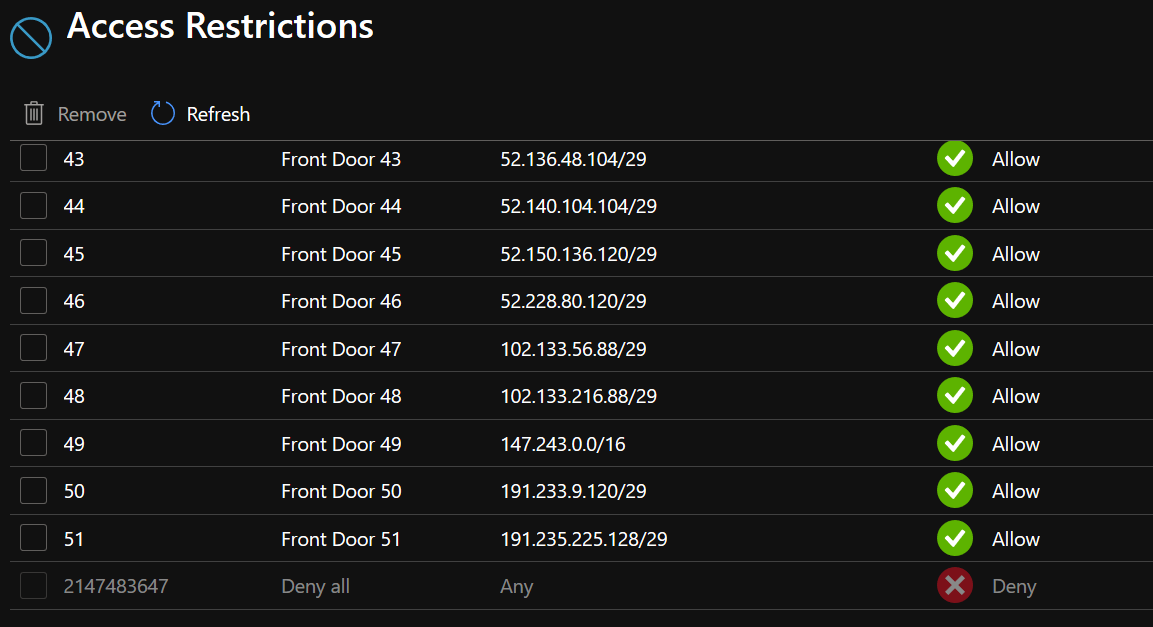 Access Restrictions
Remove Refresh
43 Front Door 43 52.136.48.104/29 Allow
44 Front Door 44 52.140.104.104/29 Allow
45 Front Door 45 52.150.136.120/29 Allow
46 Front Door 46 52.228.80.120/29 Allow
47 Front Door 47 102.133.56.88/29 Allow
48 Front Door 48 102.133.216.88/29 Allow
49 Front Door 49 147.243.0.0/16 Allow
50 Front Door 50 191.233.9.120/29 Allow
51 Front Door 51 191.235.225.128/29 Allow
2147483647 Deny all Any Deny